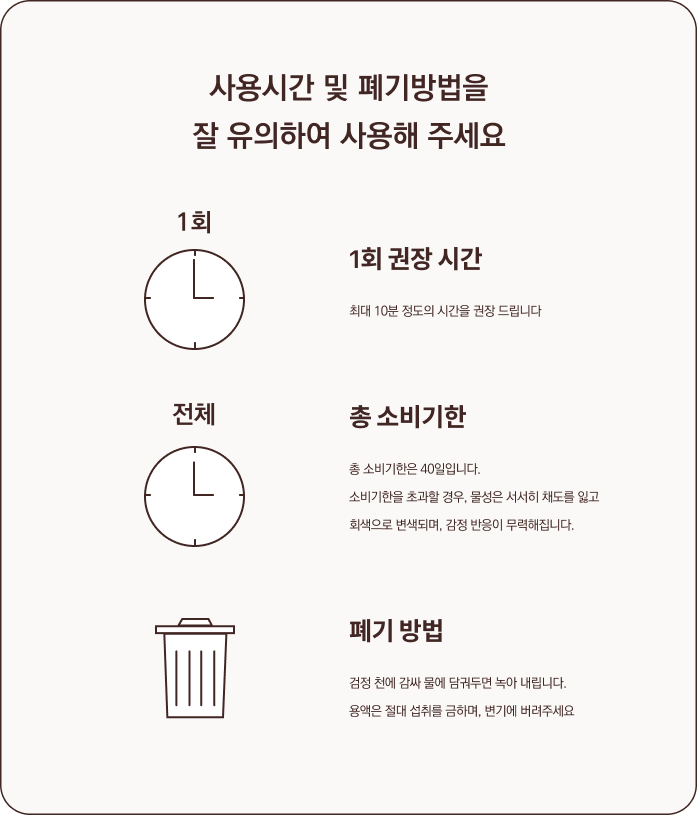 사용시간 및 폐기방법을
잘 유의하여 사용해 주세요
1회
1회 권장 시간
최대 10분 정도의 시간을 권장 드립니다
전체
총 소비기한
총 소비기한은 40일입니다.
소비기한을 초과할 경우, 물성은 서서히 채도를 잃고
회색으로 변색되며, 감정 반응이 무력해집니다.
폐기 방법
검정 천에 감싸 물에 담궈두면 녹아 내립니다.
용액은 절대 섭취를 금하며, 변기에 버려주세요